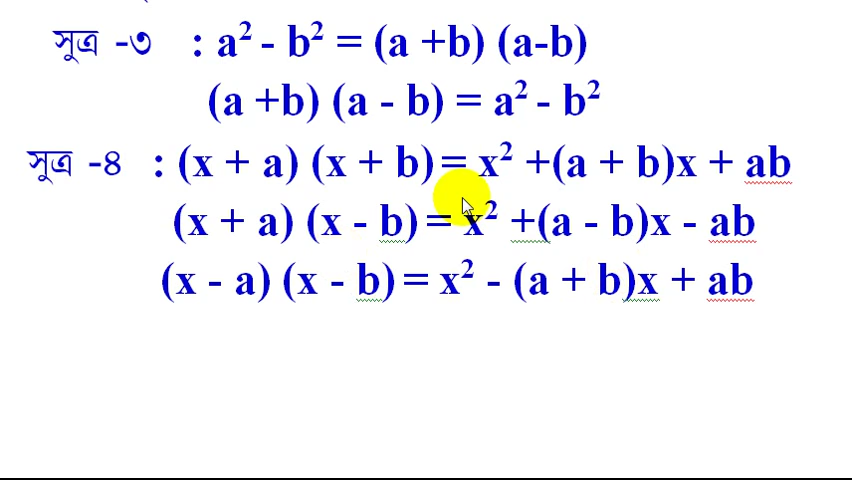 সুত্র -৩ : a² - b² = (a +b) (a-b)
(a +b) (a - b) = a² - b²
সুত্র -৪ : (x + a) (x + b) = x² +(a + b)x + ab
(x + a) (x - b) = x² +(a - b)x - ab
(x - a) (x - b) = x² - (a + b)x + ab